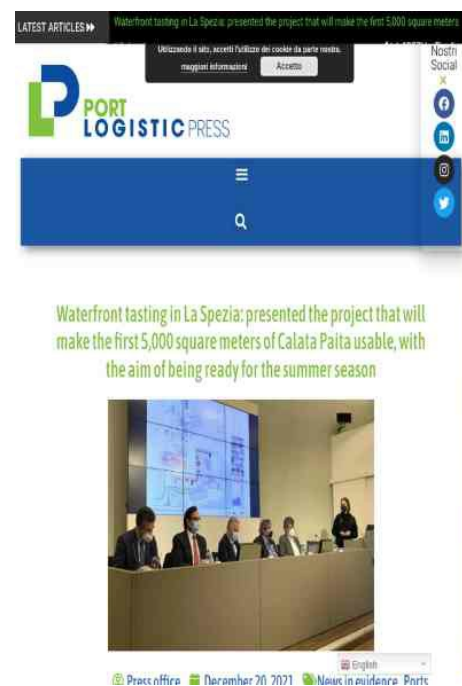 LATEST ARTICLES
Waterfront tasting in La Spezia: presented the project that will make the first 5,000 square meters
Utilizzando il sito, accetti l'utilizzo dei cookie da parte nostra.
maggiori informazioni
Accetto
Nostri
Social
PORT
LOGISTIC PRESS
Waterfront tasting in La Spezia: presented the project that will
make the first 5,000 square meters of Calata Paita usable, with
the aim of being ready for the summer season
English
Press office December 20, 2021 News in evidence, Ports